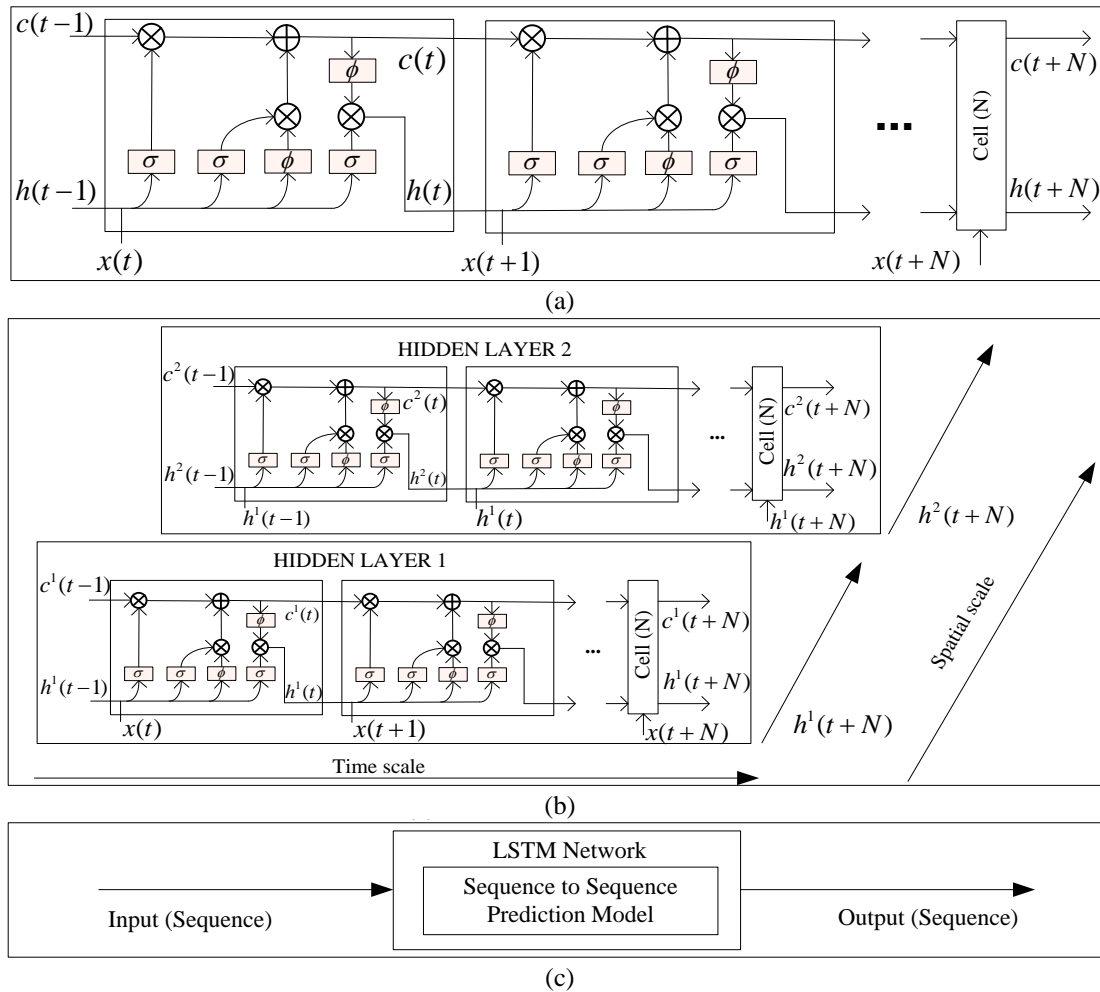 c(t−1)
c(t)
c(t+N)
ϕ
ϕ
σ σ ϕ σ
σ σ ϕ σ
...
Cell (N)
h(t−1)
h(t)
h(t+N)
x(t)
x(t+1)
x(t+N)
(a)
HIDDEN LAYER 2
c²(t−1)
c²(t)
c²(t+N)
ϕ
ϕ
σ σ ϕ σ
σ σ ϕ σ
...
Cell (N)
h²(t−1)
h²(t)
h²(t+N)
h¹(t−1)
h¹(t)
h¹(t+N)
h²(t+N)
HIDDEN LAYER 1
c¹(t−1)
c¹(t)
c¹(t+N)
ϕ
ϕ
σ σ ϕ σ
σ σ ϕ σ
...
Cell (N)
h¹(t−1)
h¹(t)
h¹(t+N)
x(t)
x(t+1)
x(t+N)
h¹(t+N)
Spatial scale
Time scale
(b)
LSTM Network
Sequence to Sequence
Prediction Model
Input (Sequence)
Output (Sequence)
(c)